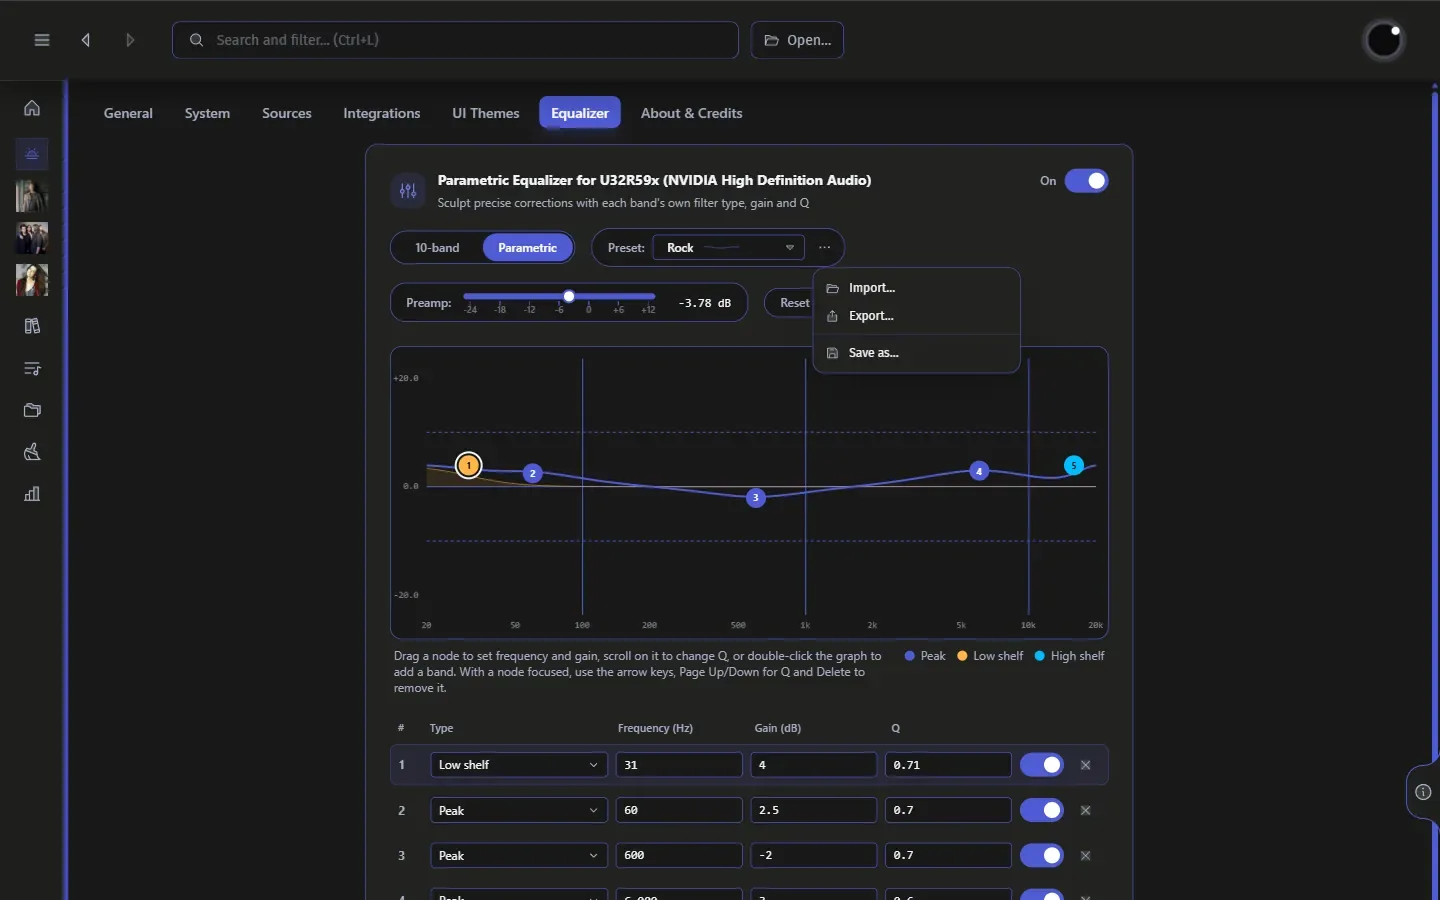 Search and filter... (Ctrl+L)
Open...
General
System
Sources
Integrations
UI Themes
Equalizer
About & Credits
Parametric Equalizer for U32R59x (NVIDIA High Definition Audio)
Sculpt precise corrections with each band's own filter type, gain and Q
On
10-band
Parametric
Preset:
Rock
...
Import...
Export...
Save as...
Preamp:
-24 -18 -12 -6 0 +6 +12
-3.78 dB
Reset
+20.0
0.0
-20.0
1
2
3
4
5
20 50 100 200 500 1k 2k 5k 10k 20k
Drag a node to set frequency and gain, scroll on it to change Q, or double-click the graph to
add a band. With a node focused, use the arrow keys, Page Up/Down for Q and Delete to
remove it.
Peak
Low shelf
High shelf
# Type Frequency (Hz) Gain (dB) Q
1 Low shelf 31 4 0.71
2 Peak 60 2.5 0.7
3 Peak 600 -2 0.7